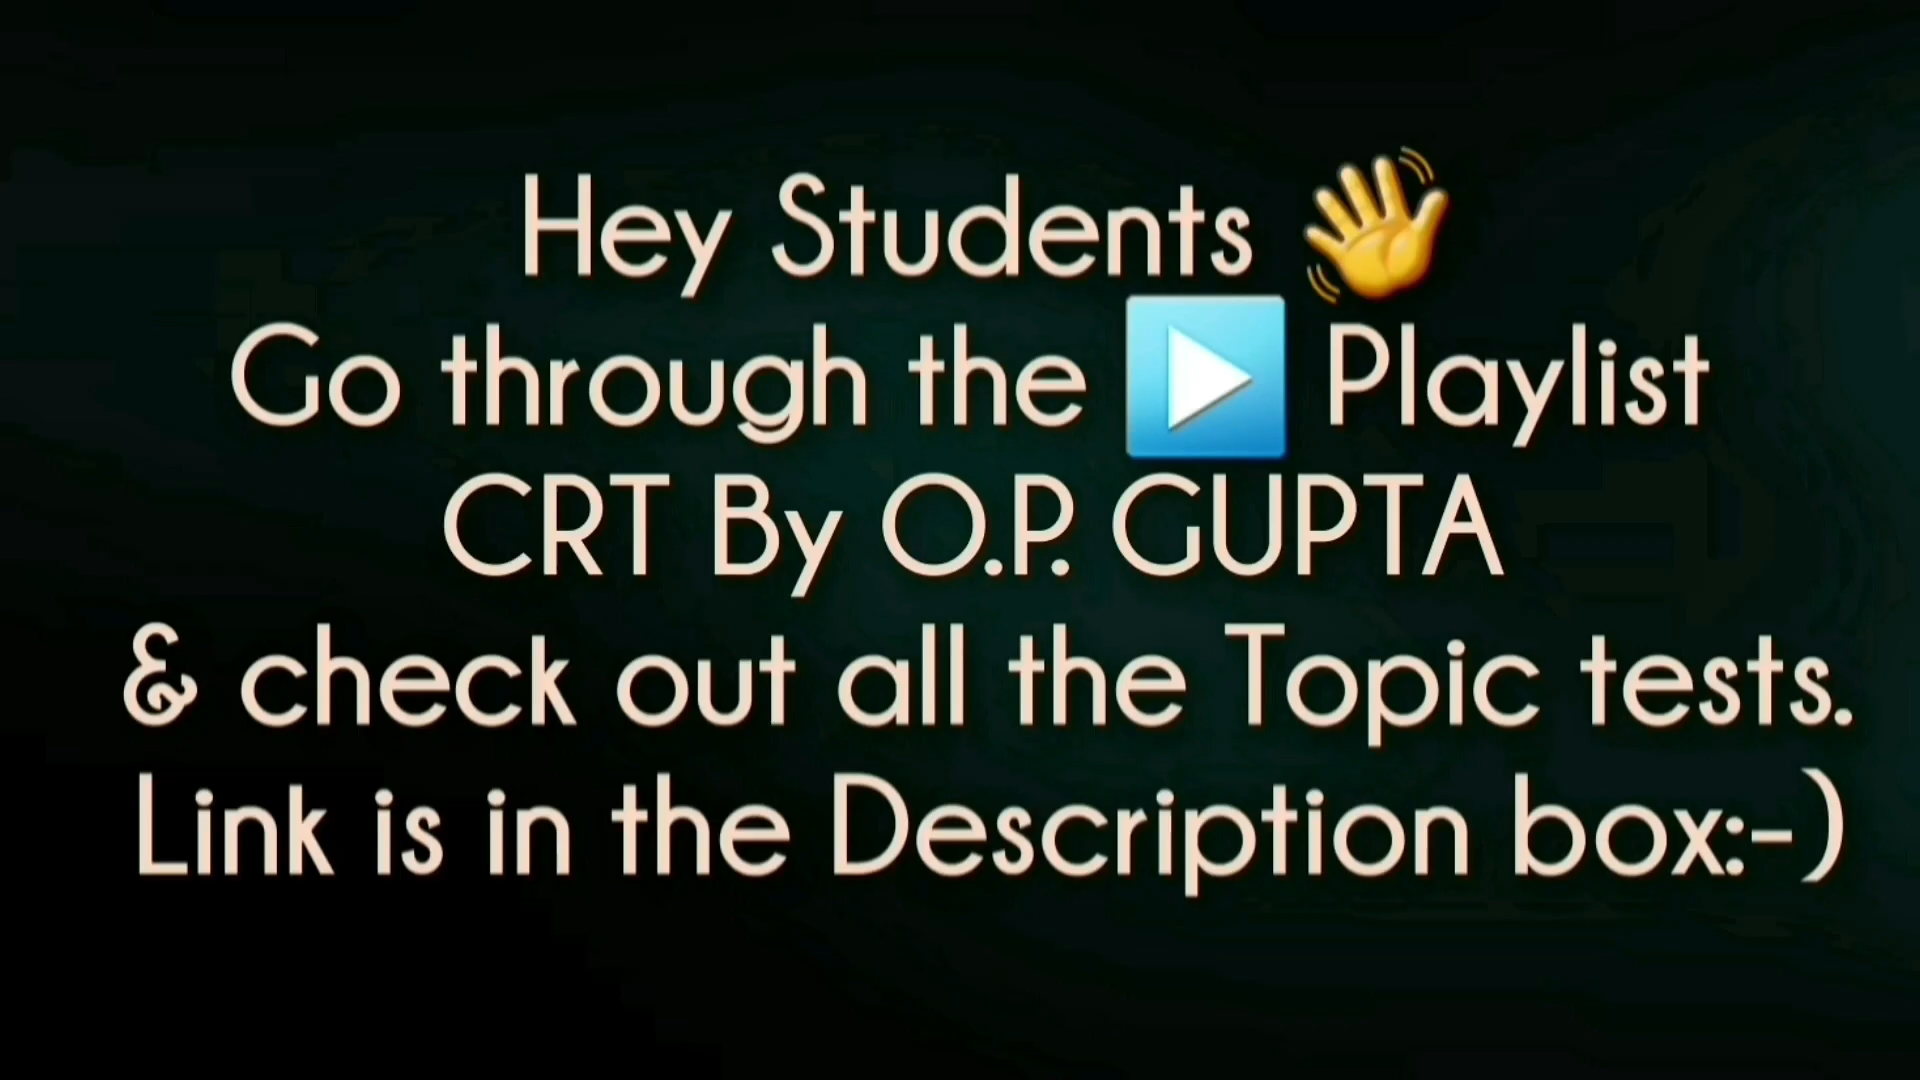 Hey Students 👋
Go through the ▶️ Playlist
CRT By O.P. GUPTA
& check out all the Topic tests.
Link is in the Description box:-)